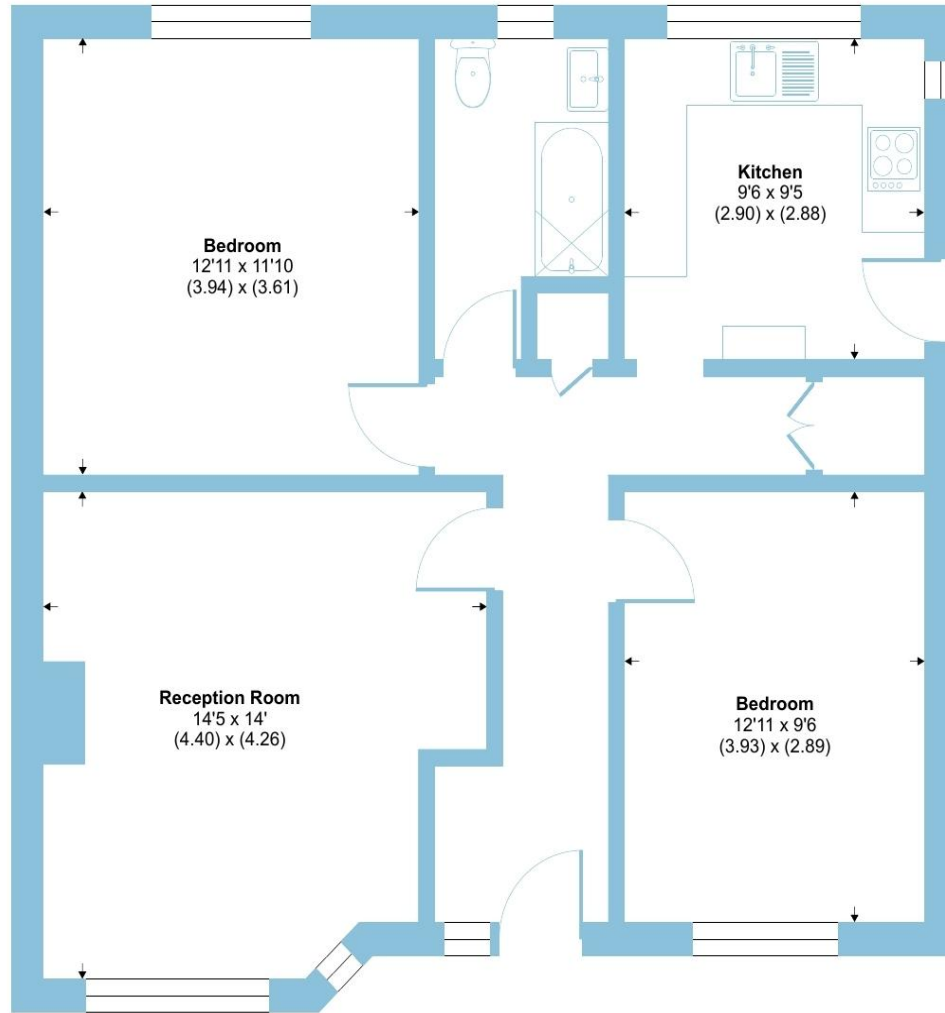 Kitchen
9'6 x 9'5
(2.90) x (2.88)
Bedroom
12'11 x 11'10
(3.94) x (3.61)
Reception Room
14'5 x 14'
(4.40) x (4.26)
Bedroom
12'11 x 9'6
(3.93) x (2.89)